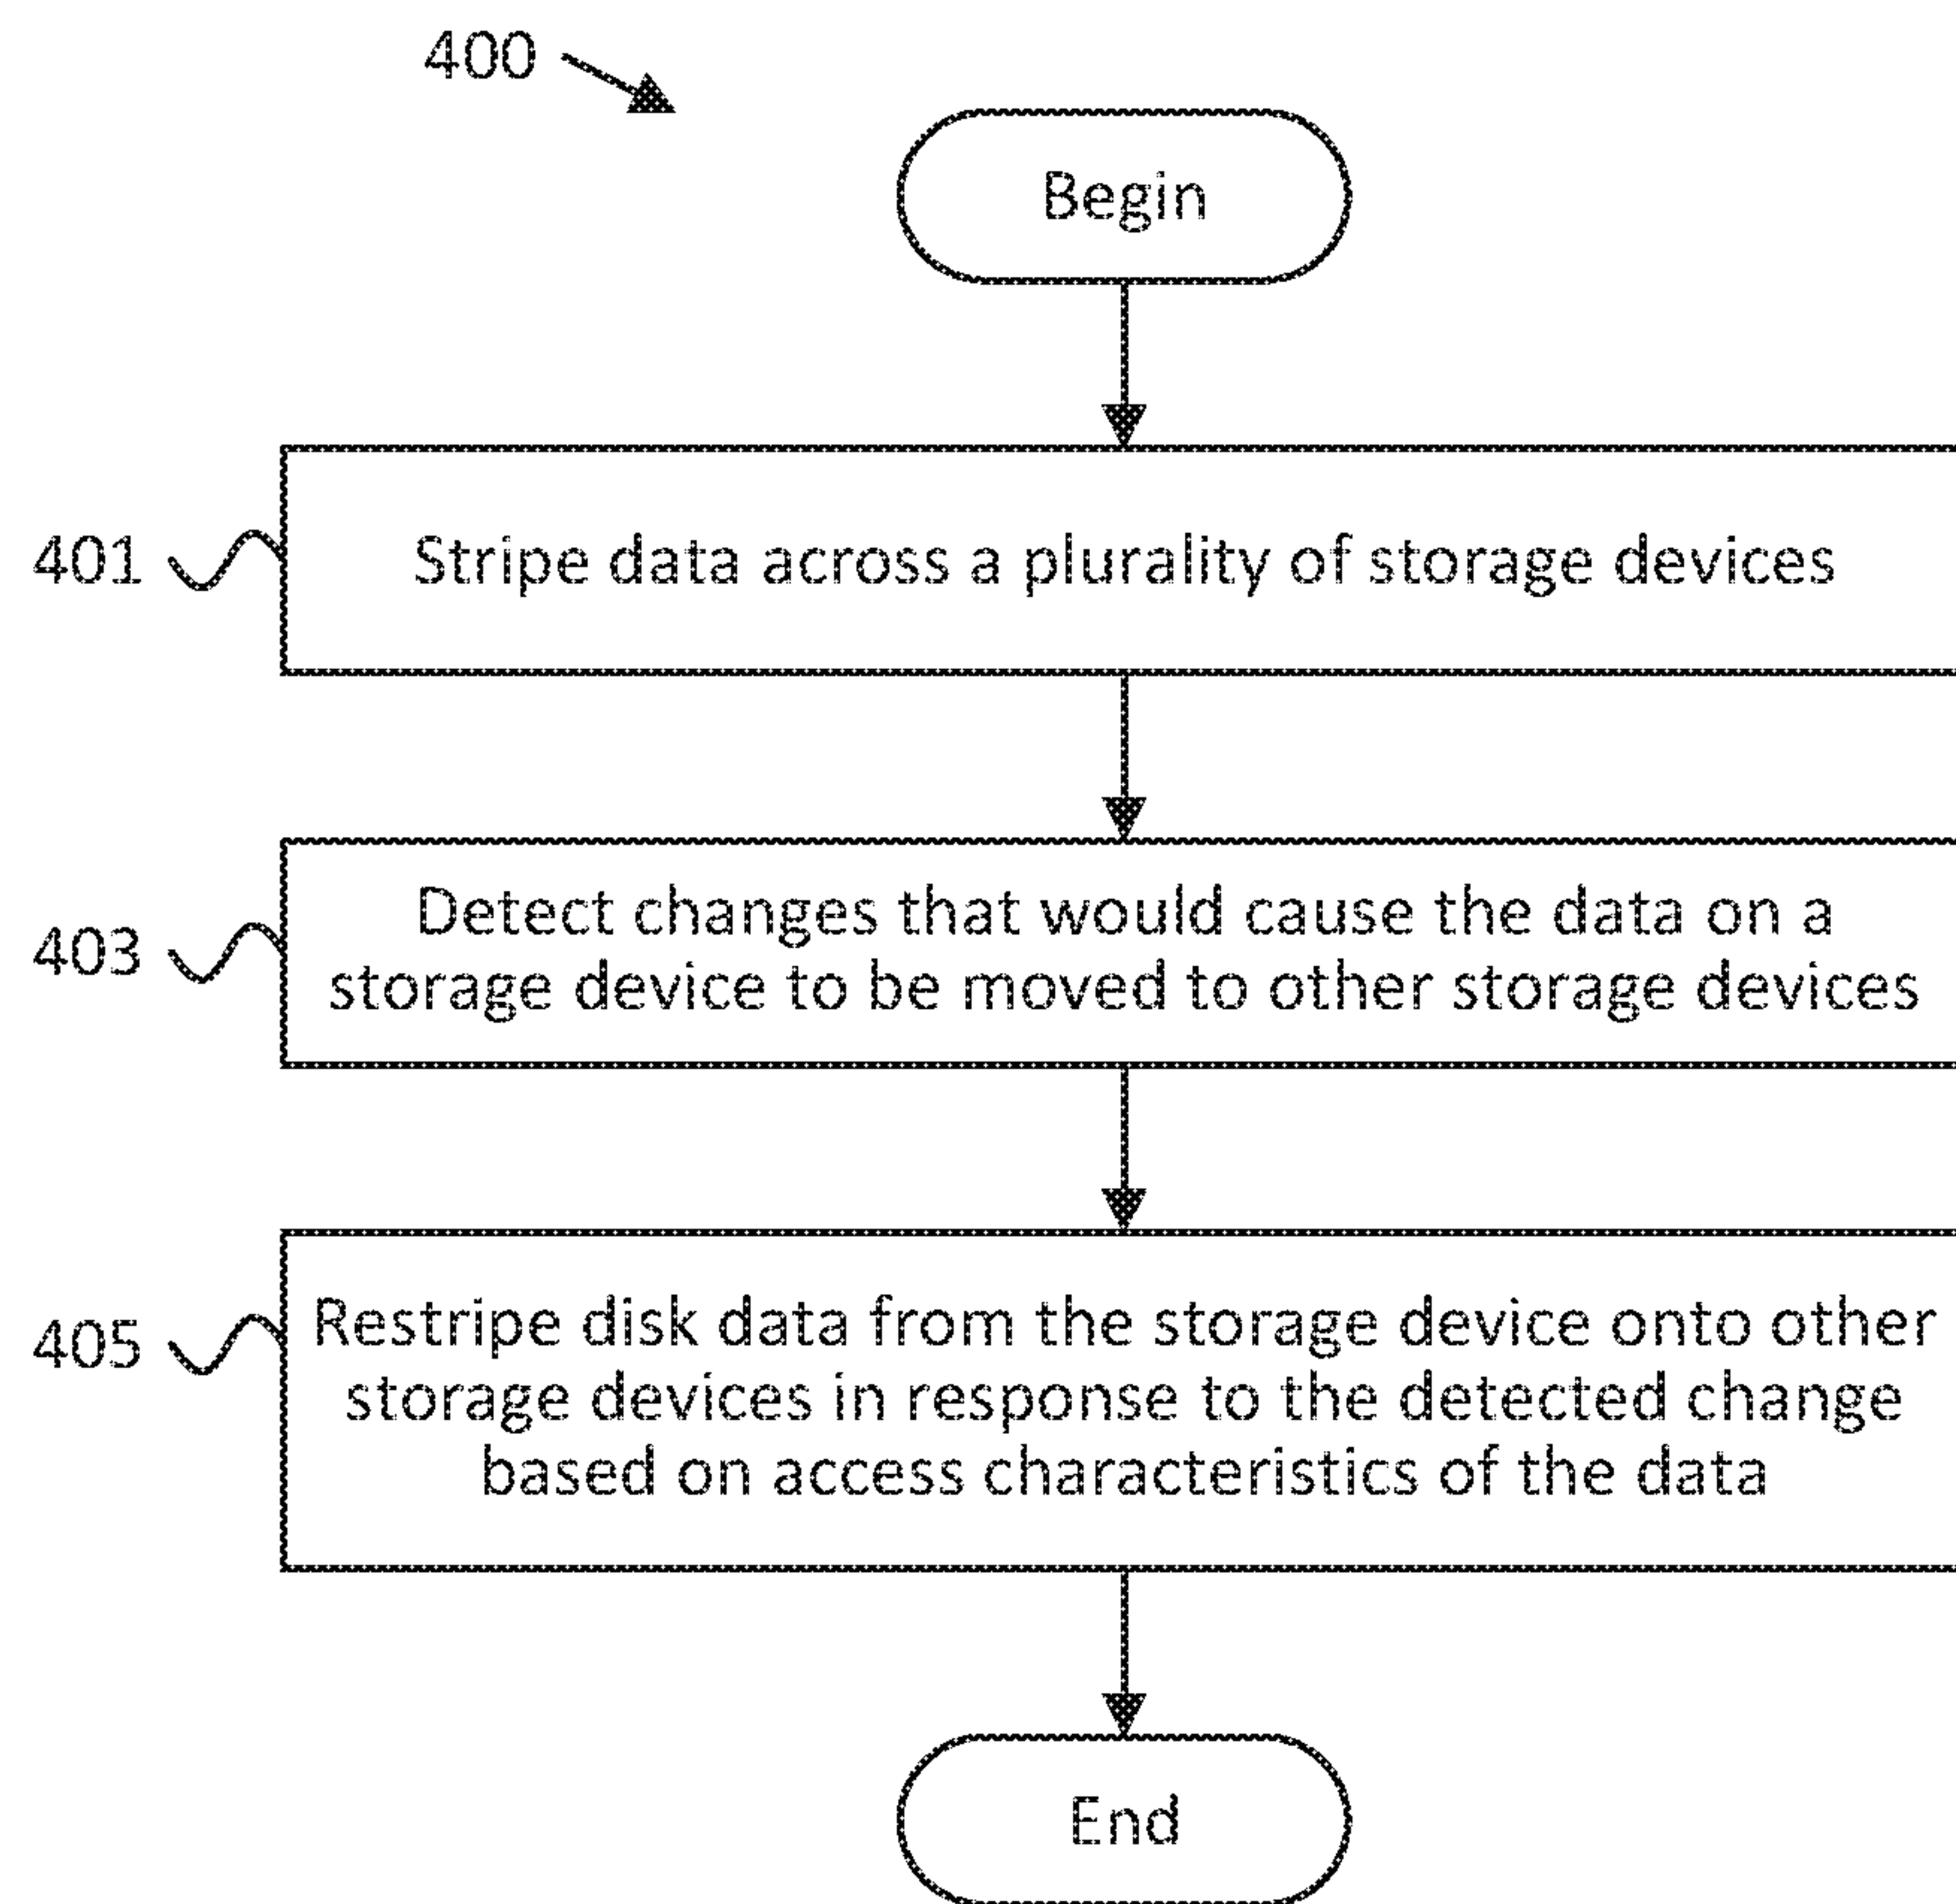 400
Begin
401
Stripe data across a plurality of storage devices
403
Detect changes that would cause the data on a
storage device to be moved to other storage devices
405
Restripe disk data from the storage device onto other
storage devices in response to the detected change
based on access characteristics of the data
End